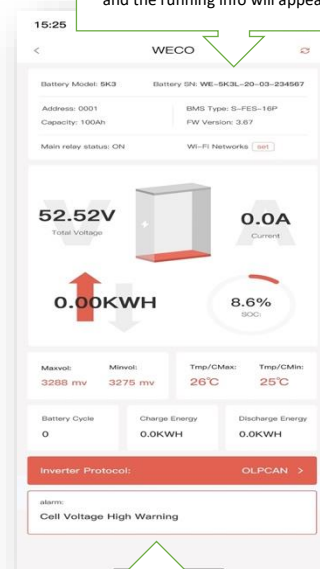 and the running info will appea
15:25
WECO
Battery Model: 5K3 Battery SN: WE-5K3L-20-03-234567
Address: 0001 BMS Type: S-FES-16P
Capacity: 100Ah FW Version: 3.67
Main relay status: ON Wi-Fi Networks set
52.52V 0.0A
Total Voltage Current
0.00KWH 8.6%
SOC:
Maxvol: Minvol: Tmp/CMax: Tmp/CMin:
3288 mv 3275 mv 26℃ 25℃
Battery Cycle Charge Energy Discharge Energy
0 0.0KWH 0.0KWH
Inverter Protocol: OLPCAN >
alarm:
Cell Voltage High Warning